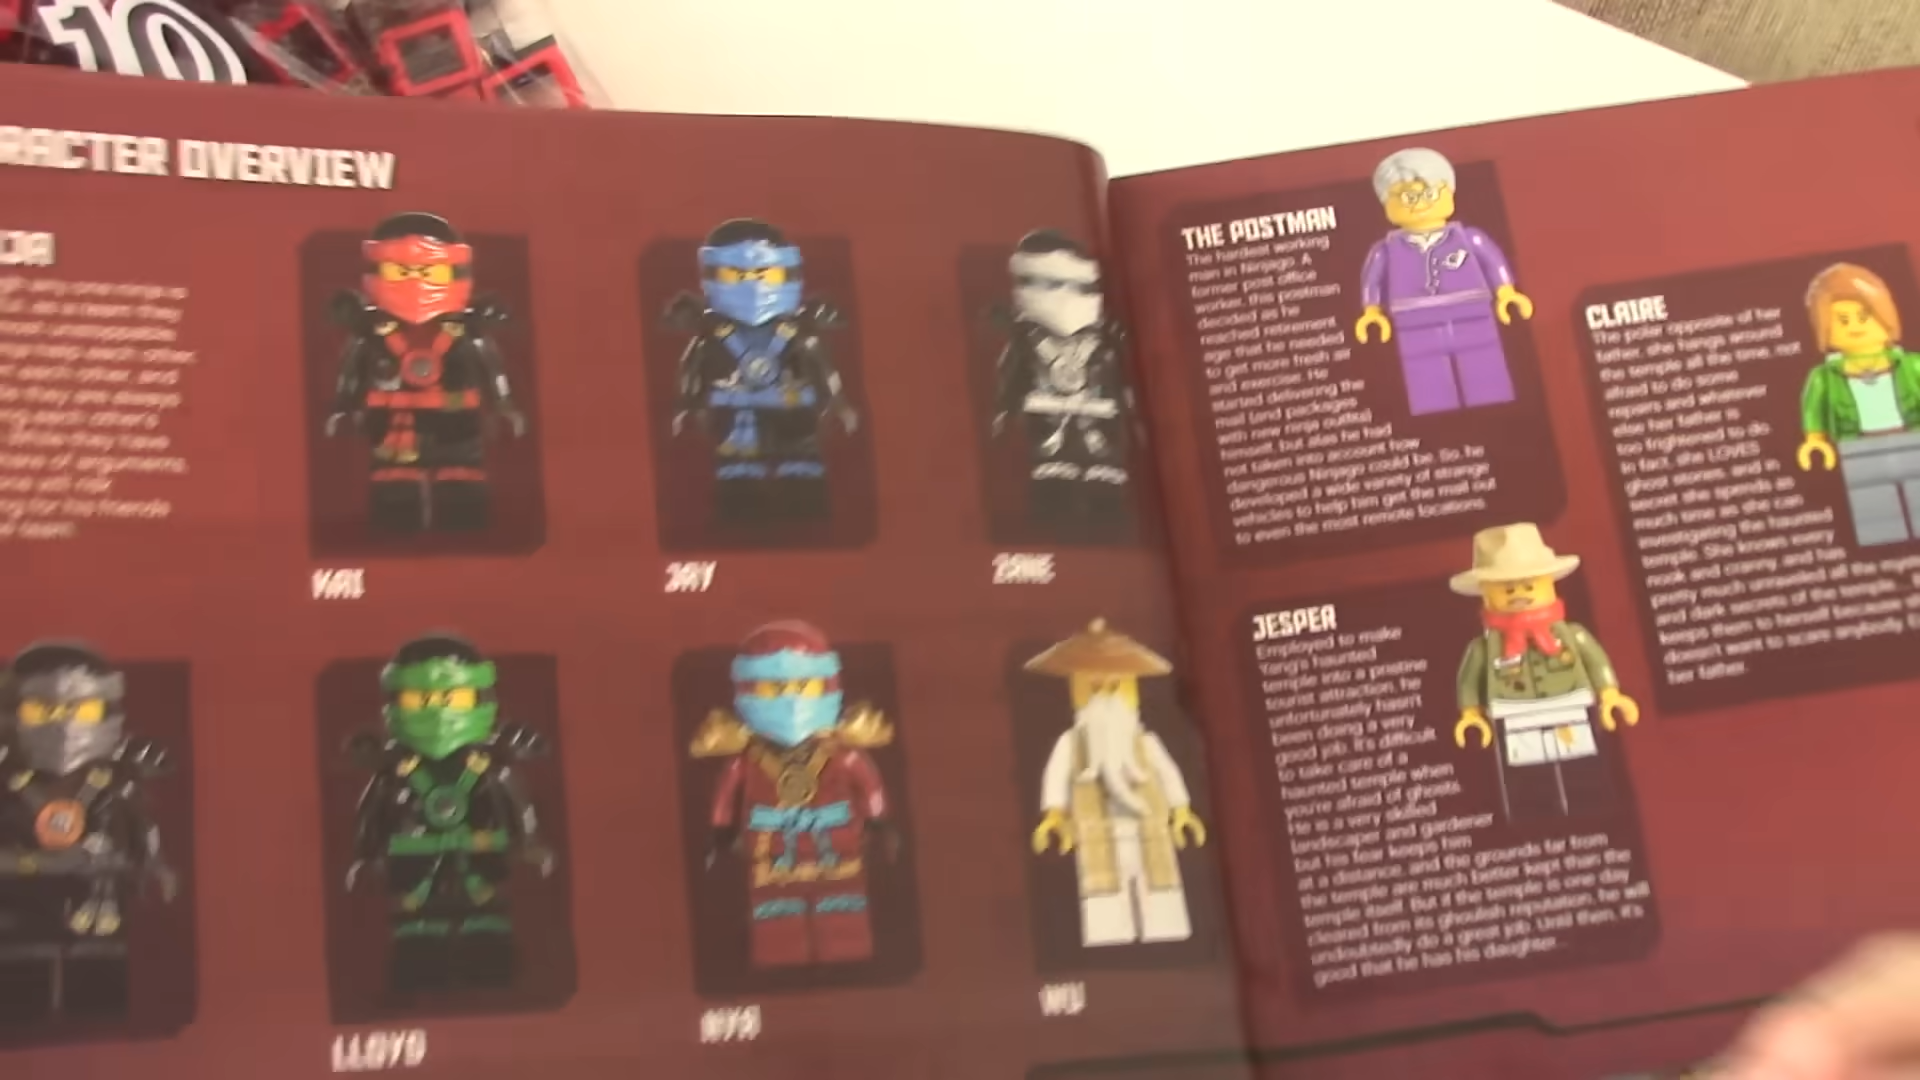 10
RACTER OVERVIEW
KAI
JAY
ZANE
LLOYD
NYA
WU
THE POSTMAN
The hardest working
man in Ninjago. A
former post office
worker, this postman
decided as he
reached retirement
age that he needed
to get more fresh air
and exercise. He
started delivering the
mail (and packages
with new ninja outfits)
himself, but alas he had
not taken into account how
dangerous Ninjago could be. So he
developed a wide variety of strange
vehicles to help him get the mail out
to even the most remote locations.
JESPER
Employed to make
Yang's haunted
temple into a pristine
tourist attraction, he
unfortunately hasn't
been doing a very
good job. It's difficult
to take care of a
haunted temple when
you're afraid of ghosts.
He is a very skilled
landscaper and gardener
but his fear keeps him
at a distance, and the grounds far from
the temple are much better kept than the
temple itself. But if the temple is one day
cleared from its ghoulish reputation, he will
undoubtedly do a great job. Until then, it's
good that he has his daughter...
CLAIRE
The polar opposite of her
father, she hangs around
the temple all the time, not
afraid to do some
repairs and whatever
else her father is
too frightened to do.
In fact, she LOVES
ghost stories, and in
secret she spends as
much time as she can
investigating the haunted
temple. She knows every
nook and cranny and has
pretty much unraveled all the
and dark secrets of the temple.
keeps them to herself because
doesn't want to scare anybody.
her father.